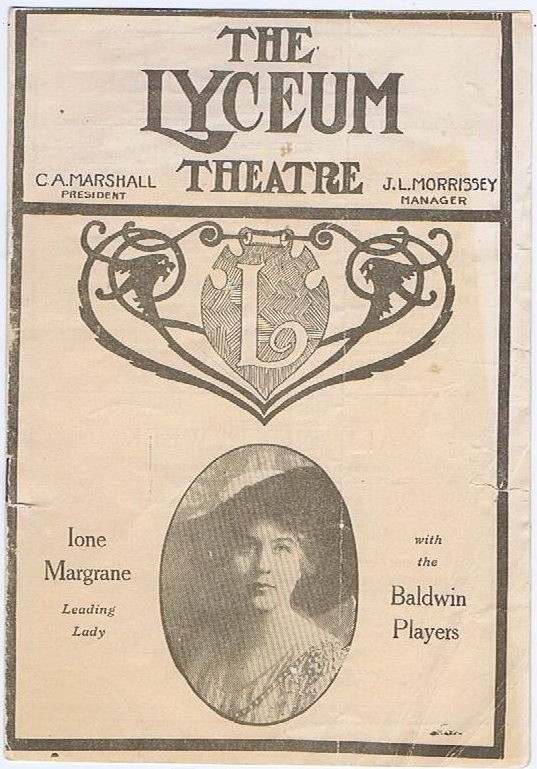 THE
LYCEUM
THEATRE
C.A. MARSHALL
PRESIDENT
J.L. MORRISSEY
MANAGER
L
Ione
Margrane
Leading
Lady
with
the
Baldwin
Players